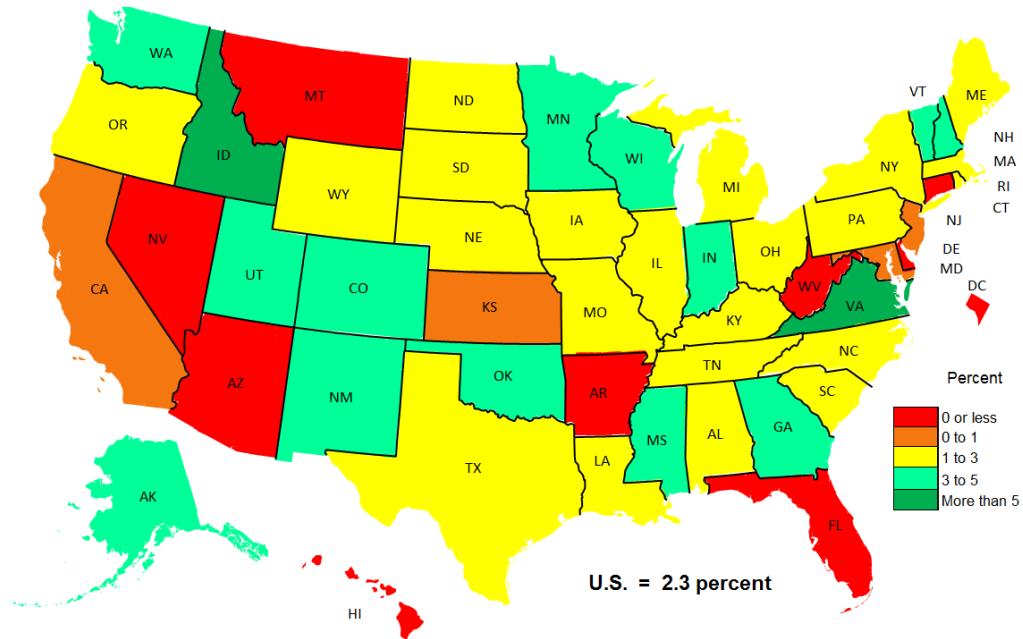 WA
MT
ND
MN
VT
ME
OR
ID
SD
WI
MI
NY
NH
MA
RI
CT
WY
IA
PA
NJ
NV
NE
IL
IN
OH
DE
MD
DC
UT
CO
KS
MO
KY
WV
VA
CA
AZ
NM
OK
AR
TN
NC
SC
Percent
TX
LA
MS
AL
GA
0 or less
0 to 1
1 to 3
3 to 5
More than 5
AK
FL
HI
U.S. = 2.3 percent